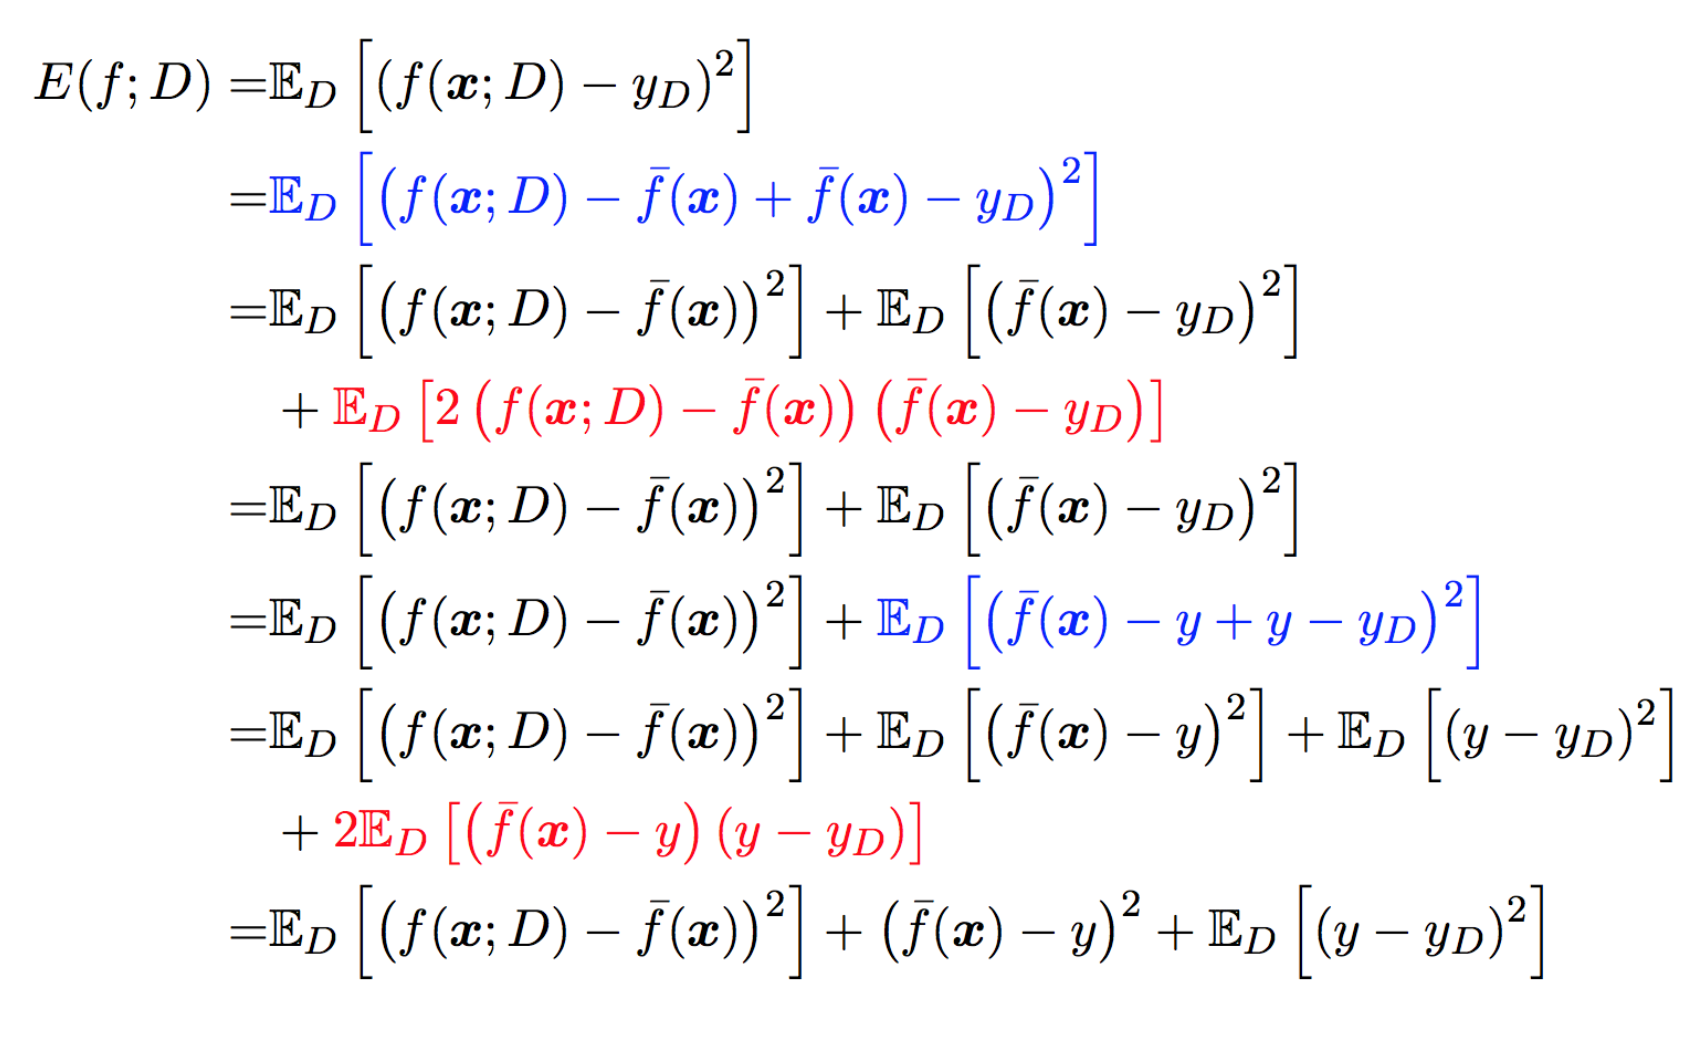 E(f; D) =𝔼_D [(f(𝒙; D) − y_D)²]
=𝔼_D [(f(𝒙; D) − f̄(𝒙) + f̄(𝒙) − y_D)²]
=𝔼_D [(f(𝒙; D) − f̄(𝒙))²] + 𝔼_D [(f̄(𝒙) − y_D)²]
+ 𝔼_D [2 (f(𝒙; D) − f̄(𝒙)) (f̄(𝒙) − y_D)]
=𝔼_D [(f(𝒙; D) − f̄(𝒙))²] + 𝔼_D [(f̄(𝒙) − y_D)²]
=𝔼_D [(f(𝒙; D) − f̄(𝒙))²] + 𝔼_D [(f̄(𝒙) − y + y − y_D)²]
=𝔼_D [(f(𝒙; D) − f̄(𝒙))²] + 𝔼_D [(f̄(𝒙) − y)²] + 𝔼_D [(y − y_D)²]
+ 2𝔼_D [(f̄(𝒙) − y) (y − y_D)]
=𝔼_D [(f(𝒙; D) − f̄(𝒙))²] + (f̄(𝒙) − y)² + 𝔼_D [(y − y_D)²]